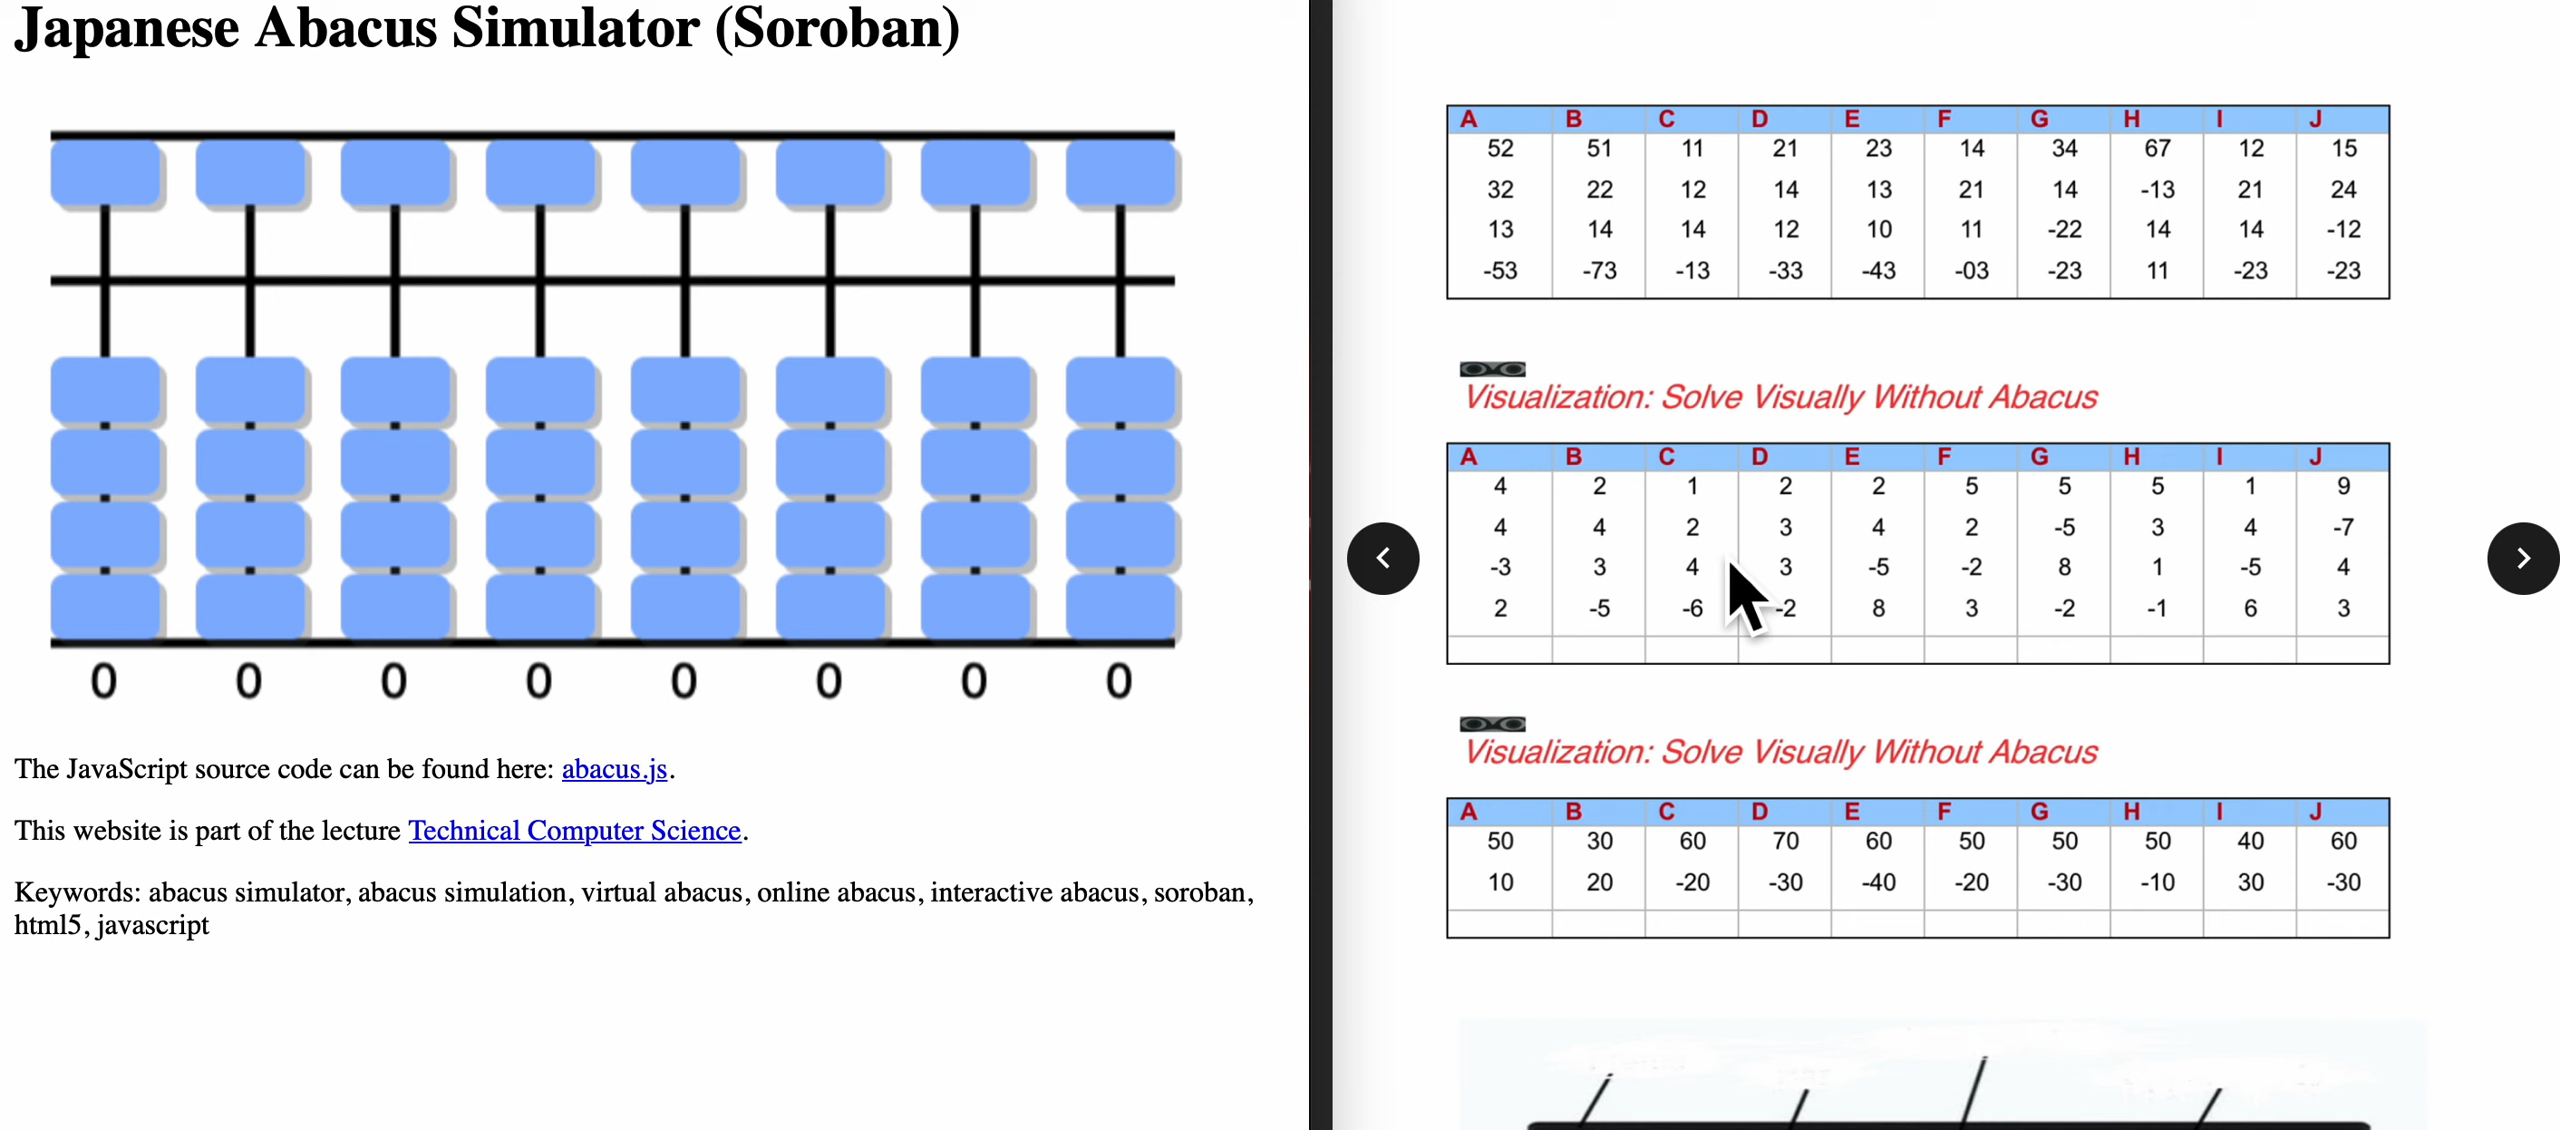 Japanese Abacus Simulator (Soroban)
0 0 0 0 0 0 0 0
The JavaScript source code can be found here: abacus.js.
This website is part of the lecture Technical Computer Science.
Keywords: abacus simulator, abacus simulation, virtual abacus, online abacus, interactive abacus, soroban,
html5, javascript
A B C D E F G H I J
52 51 11 21 23 14 34 67 12 15
32 22 12 14 13 21 14 -13 21 24
13 14 14 12 10 11 -22 14 14 -12
-53 -73 -13 -33 -43 -03 -23 11 -23 -23
Visualization: Solve Visually Without Abacus
A B C D E F G H I J
4 2 1 2 2 5 5 5 1 9
4 4 2 3 4 2 -5 3 4 -7
-3 3 4 3 -5 -2 8 1 -5 4
2 -5 -6 -2 8 3 -2 -1 6 3
Visualization: Solve Visually Without Abacus
A B C D E F G H I J
50 30 60 70 60 50 50 50 40 60
10 20 -20 -30 -40 -20 -30 -10 30 -30